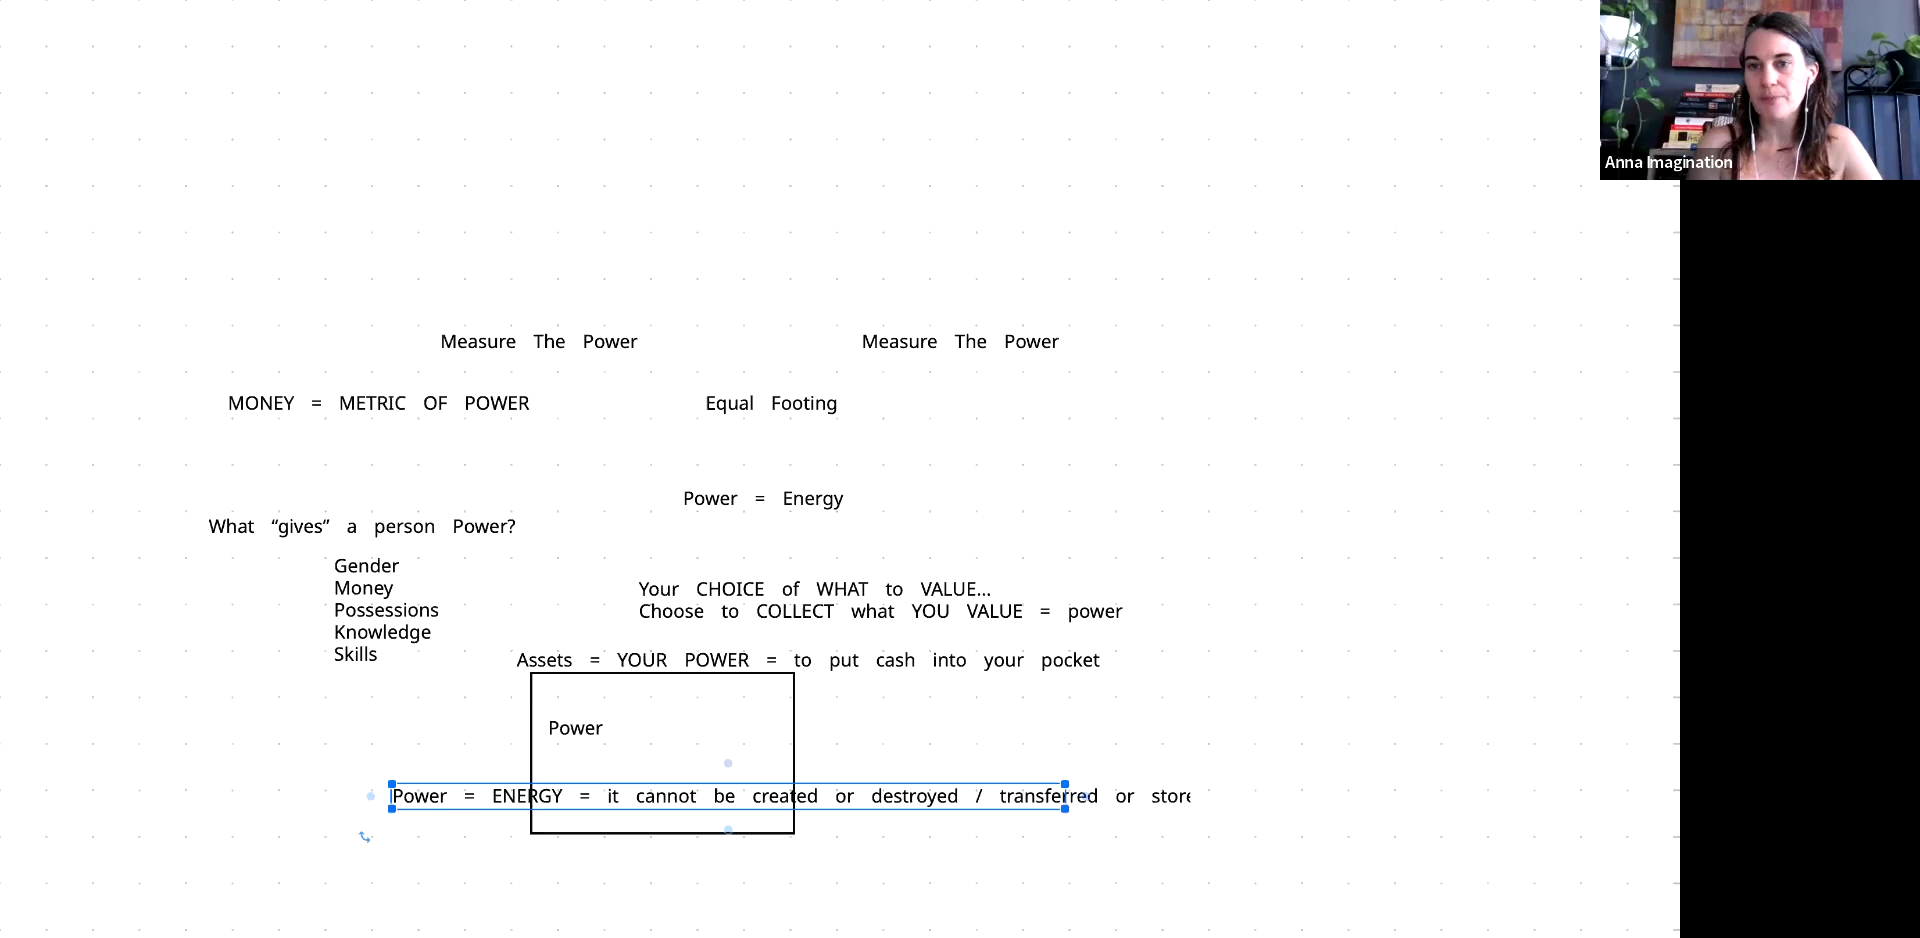 Anna Imagination
Measure The Power
Measure The Power
MONEY = METRIC OF POWER
Equal Footing
Power = Energy
What “gives” a person Power?
Gender
Money
Possessions
Knowledge
Skills
Your CHOICE of WHAT to VALUE...
Choose to COLLECT what YOU VALUE = power
Assets = YOUR POWER = to put cash into your pocket
Power
Power = ENERGY = it cannot be created or destroyed / transferred or store